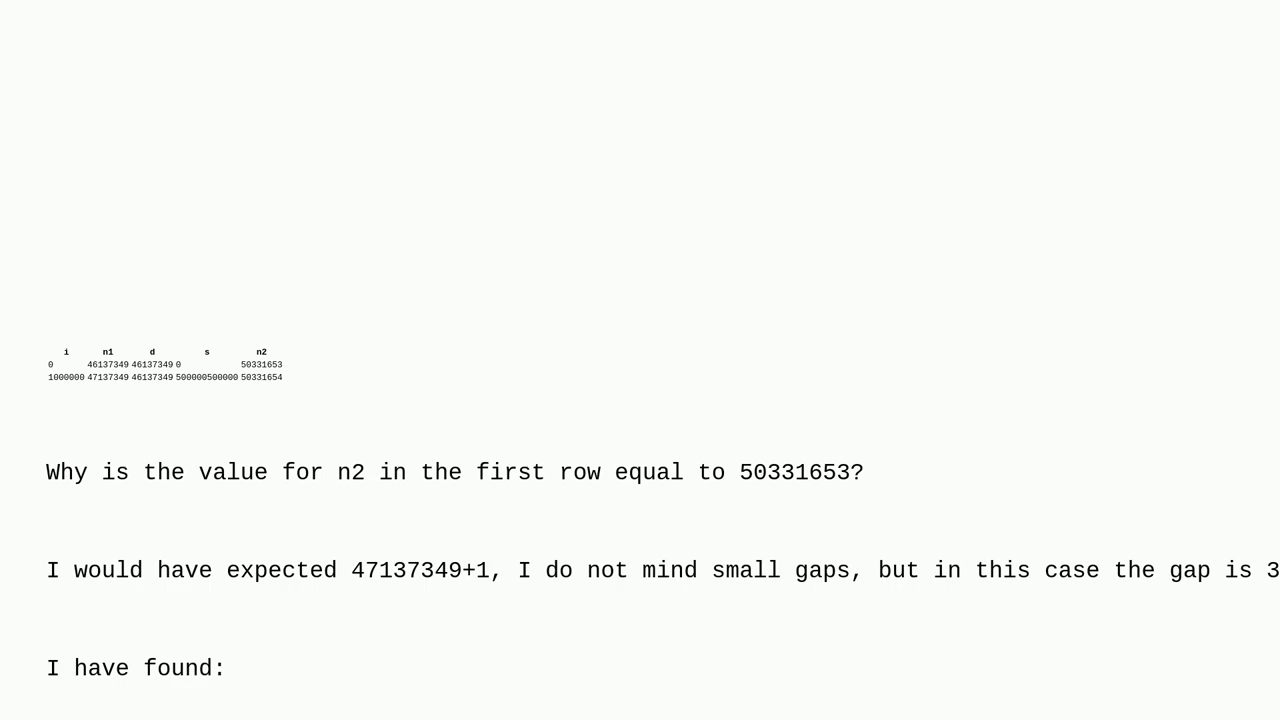 i n1 d s n2
0 46137349 46137349 0 50331653
1000000 47137349 46137349 500000500000 50331654
Why is the value for n2 in the first row equal to 50331653?
I would have expected 47137349+1, I do not mind small gaps, but in this case the gap is 3
I have found: